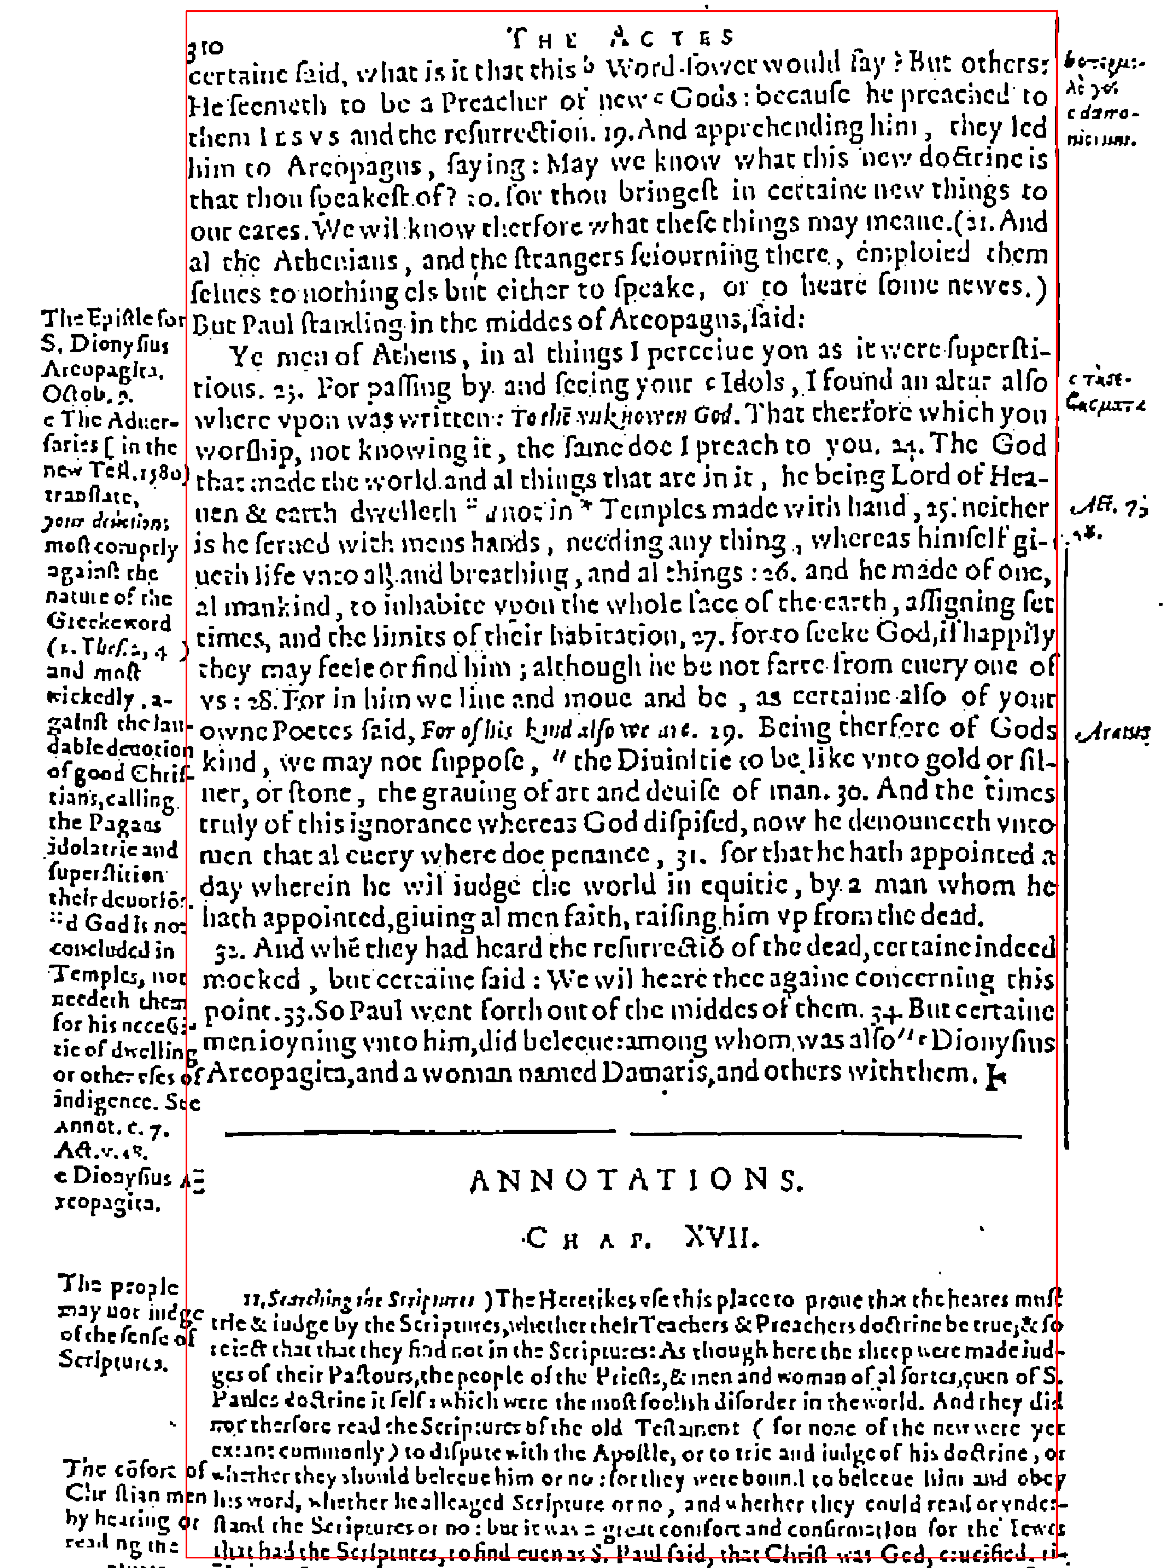 310 THE ACTES
certaine ſaid, what is it that this b Word-ſower would ſay? But others:
He ſeemeth to be a Preacher of new c Gods: becauſe he preached to
them IESVS and the reſurrection. 19. And apprehending him, they led
him to Areopagus, ſaying: May we know what this new doctrine is
that thou ſpeakeſt of? 20. for thou bringeſt in certaine new things to
our eares. We wil know therfore what theſe things may meane. (21. And
al the Athenians, and the ſtrangers ſeiourning there, emploied them
ſelues to nothing els but either to ſpeake, or to heare ſome newes.)
But Paul ſtanding in the middes of Areopagus, ſaid:
Ye men of Athens, in al things I perceiue you as it were ſuperſti-
tious. 23. For paſſing by and ſeeing your c Idols, I found an altar alſo
where vpon was written: To the vnknowen God. That therfore which you
worſhip, not knowing it, the ſame doe I preach to you. 24. The God
that made the world and al things that are in it, he being Lord of Hea-
uen & earth dwelleth " d not in * Temples made with hand, 25. neither
is he ſerued with mens hands, needing any thing, whereas himſelf gi-
ueth life vnto al, and breathing, and al things: 26. and he made of one,
al mankind, to inhabite vpon the whole face of the earth, aſſigning ſet
times, and the limits of their habitation, 27. for to ſeeke God, if happily
they may feele or find him; although he be not farre from euery one of
vs: 28. For in him we liue and moue and be, as certaine alſo of your
owne Poetes ſaid, For of his kind alſo we are. 29. Being therfore of Gods
kind, we may not ſuppoſe, " the Diuinitie to be like vnto gold or ſil-
uer, or ſtone, the grauing of art and deuiſe of man. 30. And the times
truly of this ignorance whereas God diſpiſed, now he denounceth vnto
men that al euery where doe penance, 31. for that he hath appointed a
day wherein he wil iudge the world in equitie, by a man whom he
hath appointed, giuing al men faith, raiſing him vp from the dead.
32. And whē they had heard the reſurrectiō of the dead, certaine indeed
mocked, but certaine ſaid: We wil heare thee againe concerning this
point. 33. So Paul went forth out of the middes of them. 34. But certaine
men ioyning vnto him, did beleeue: among whom was alſo " e Dionyſius
Areopagita, and a woman named Damaris, and others with them.
c damo-
nicrum.
Act. 7,
Aratus
The Epiſtle for
S. Dionyſius
Areopagita,
Octob. 9.
c The Aduer-
ſaries [ in the
new Teſt. 1580)
tranſlate,
your deuotions
moſt corruptly
againſt the
nature of the
Greeke word
(2. Theſ. 2, 4)
and moſt
wickedly, a-
gainſt the lau-
dable deuotion
of good Chriſ-
tians, calling
the Pagans
idolatrie and
ſuperſtition
their deuotiō.
"d God is not
concluded in
Temples, nor
needeth them
for his neceſſi-
tie of dwelling
or other vſes of
indigence. See
Annot. c. 7.
Act. v. 48.
e Dionyſius A-
reopagita.
ANNOTATIONS.
CHAP. XVII.
The people
may not iudge
of the ſenſe of
Scriptures.
11. Searching the Scriptures ) The Heretikes vſe this place to proue that the heares muſt
trie & iudge by the Scriptures, whether their Teachers & Preachers doctrine be true, & ſo
reiect that that they find not in the Scriptures: As though here the ſheep were made iud-
ges of their Paſtours, the people of the Prieſts, & men and woman of al ſortes, euen of S.
Paules doctrine it ſelf: which were the moſt fooliſh diſorder in the world. And they did
not therfore read the Scriptures of the old Teſtament ( for none of the new were yet
extant commonly ) to diſpute with the Apoſtle, or to trie and iudge of his doctrine, or
whether they should beleeue him or no: for they were bound to beleeue him and obey
his word, whether he alleaged Scripture or no, and whether they could read or vnder-
ſtand the Scriptures or no: but it was a great comfort and confirmation for the Iewes
that had the Scriptures, to find euen as S. Paul ſaid, that Chriſt was God, crucified, ri-
The cōfort of
Chriſtian men
by hearing or
reading the